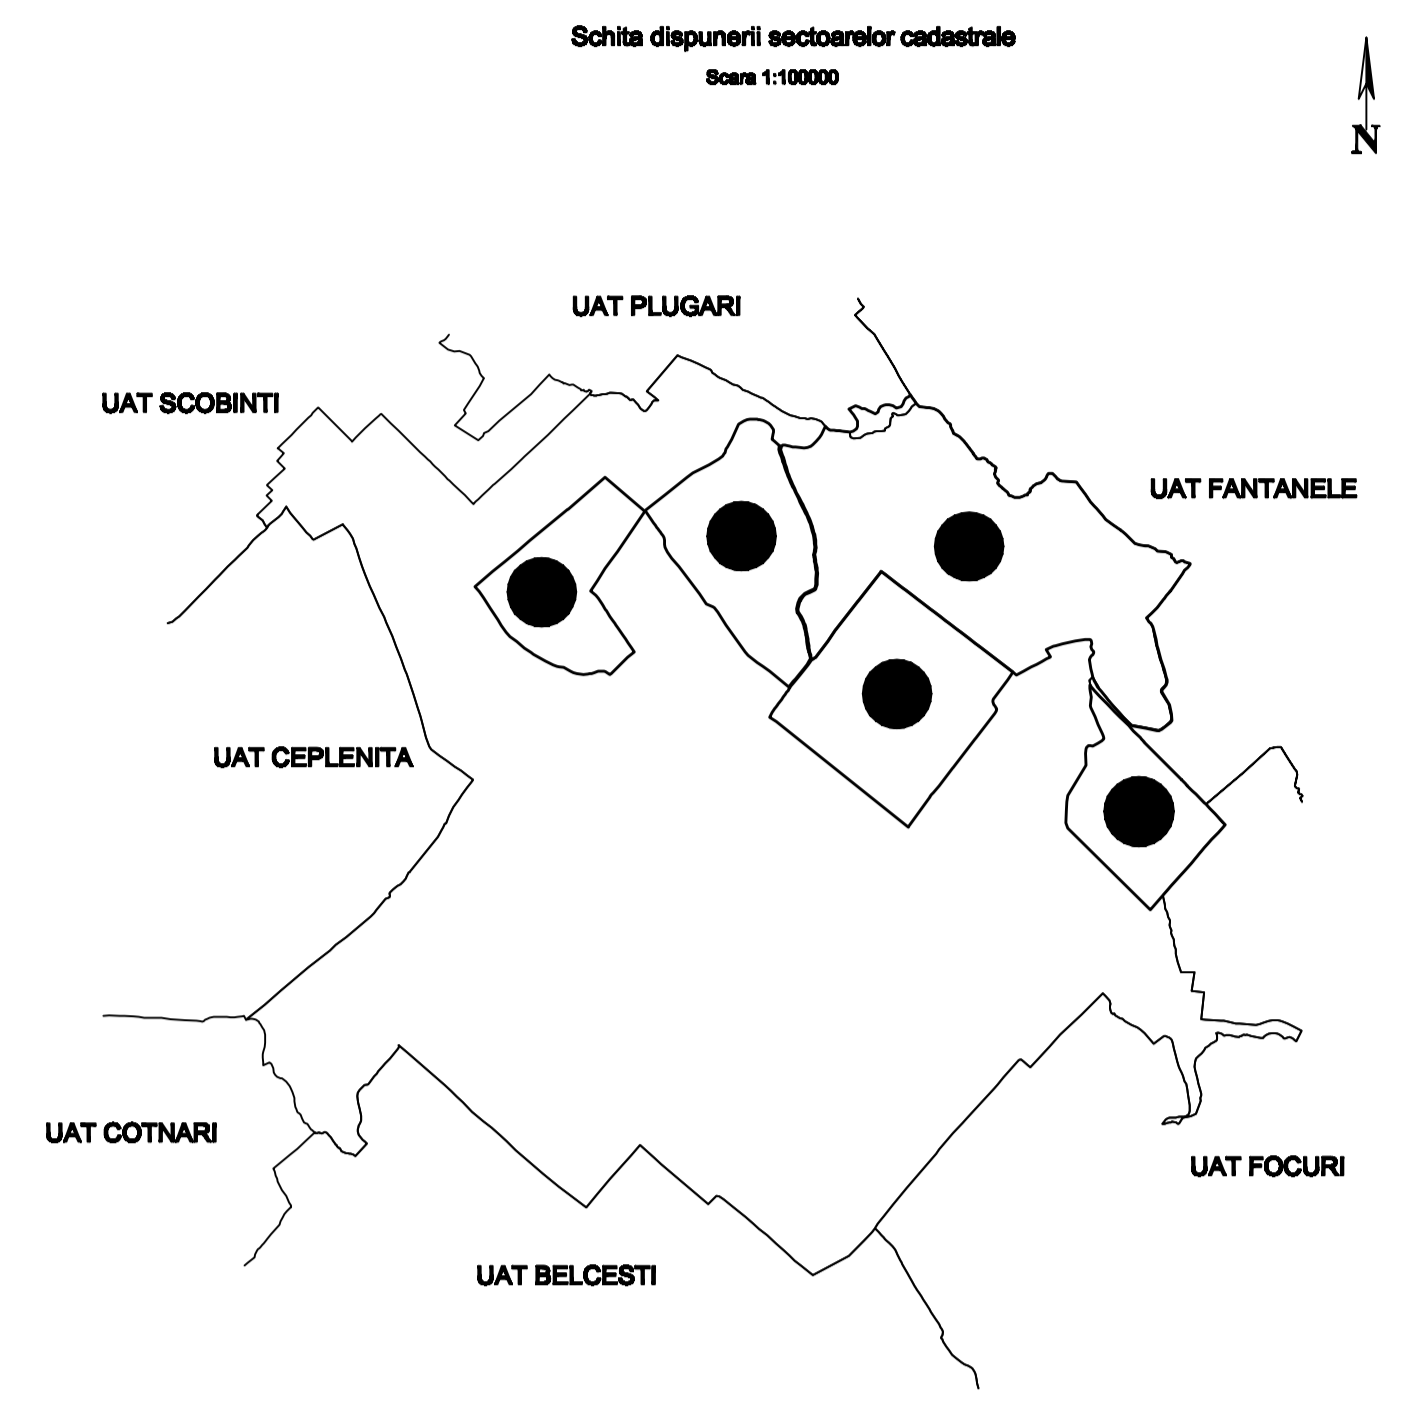 Schita dispunerii sectoarelor cadastrale
Scara 1:100000
N
UAT PLUGARI
UAT SCOBINTI
UAT FANTANELE
UAT CEPLENITA
UAT COTNARI
UAT FOCURI
UAT BELCESTI